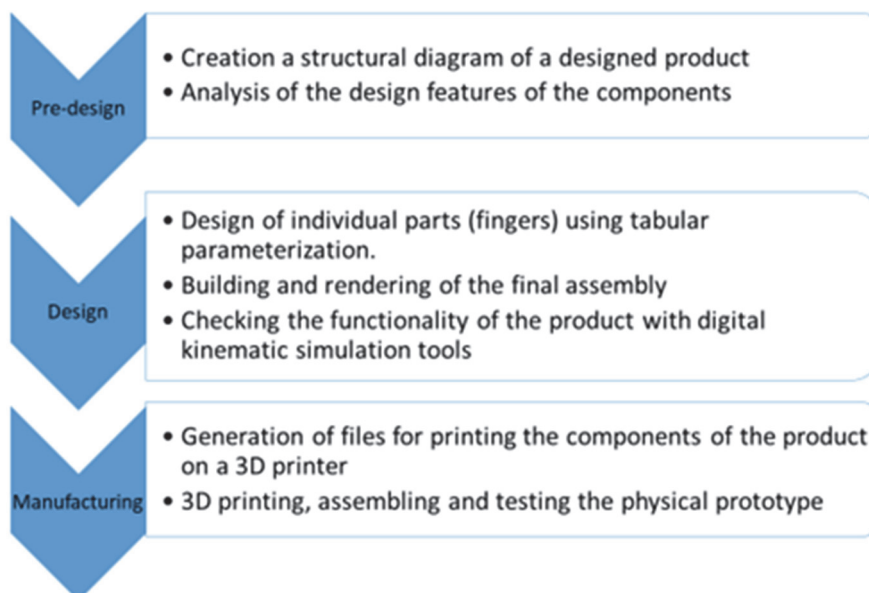 Pre-design
• Creation a structural diagram of a designed product
• Analysis of the design features of the components
Design
• Design of individual parts (fingers) using tabular
parameterization.
• Building and rendering of the final assembly
• Checking the functionality of the product with digital
kinematic simulation tools
Manufacturing
• Generation of files for printing the components of the product
on a 3D printer
• 3D printing, assembling and testing the physical prototype